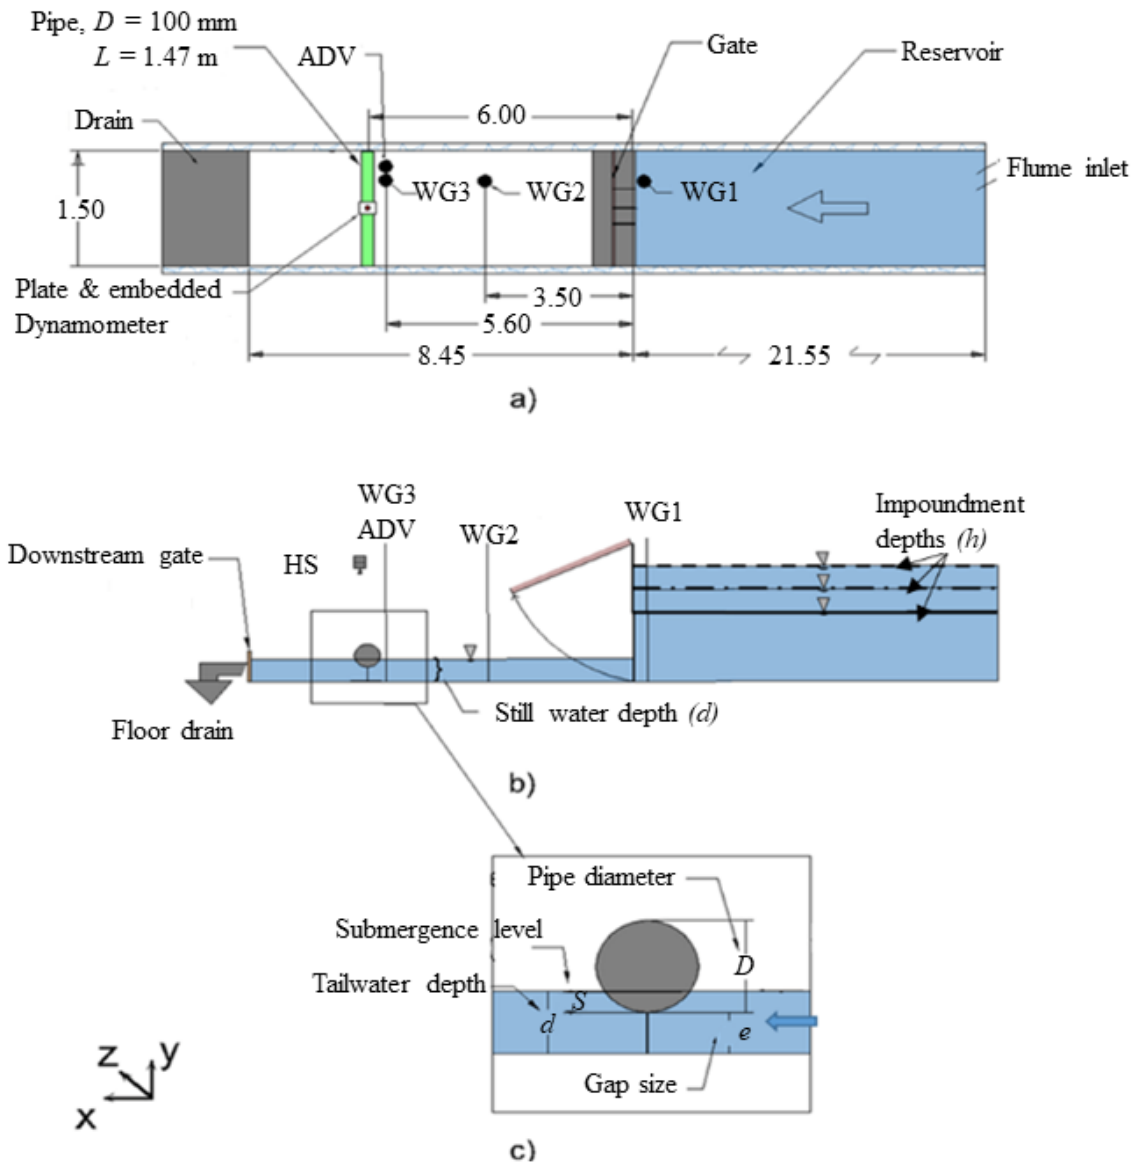 Pipe, D = 100 mm
L = 1.47 m
ADV
Gate
Reservoir
Drain
6.00
Flume inlet
WG3
WG2
WG1
1.50
Plate & embedded
Dynamometer
3.50
5.60
8.45
21.55
a)
WG3
ADV
WG2
WG1
Impoundment
depths (h)
Downstream gate
HS
Still water depth (d)
Floor drain
b)
Pipe diameter
Submergence level
D
Tailwater depth
S
d
e
Gap size
z
y
x
c)